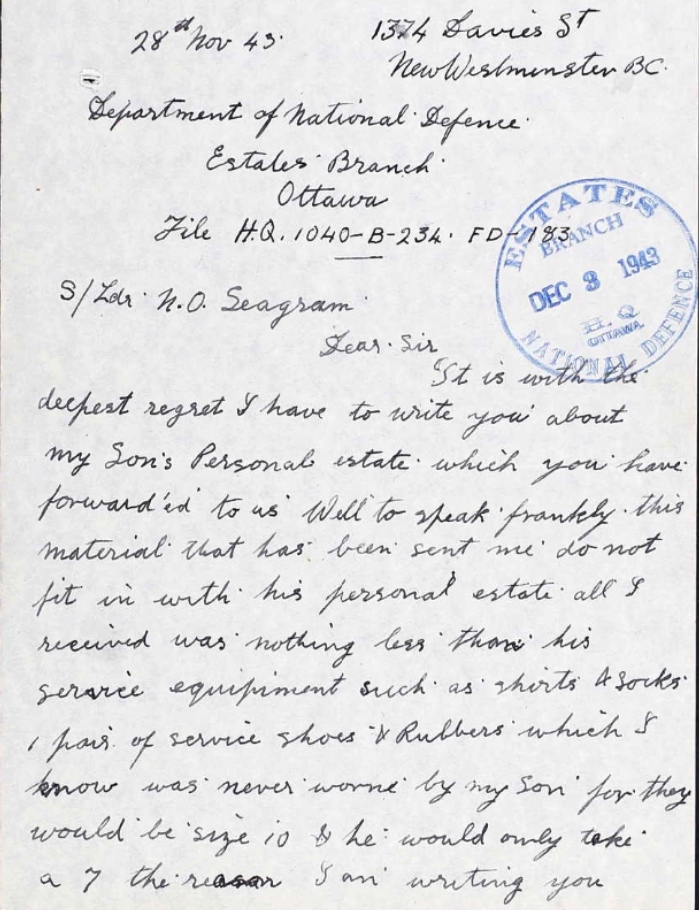 28th Nov 43.
1374 Davies St
New Westminster BC.
Department of National Defence
Estates Branch
Ottawa
File H.Q. 1040-B-234. FD-183
ESTATES
BRANCH
DEC 3 1943
H.Q
OTTAWA.
NATIONAL DEFENCE
S/Ldr. N.O. Seagram.
Dear Sir
It is with the
deepest regret I have to write you about
my Son's Personal estate which you have
forward'ed to us Well to speak frankly this
material that has been sent me do not
fit in with his personal estate all I
received was nothing less than his
service equipiment such as shirts & socks
1 pair of service shoes & Rubbers which I
know was never worne by my Son for they
would be size 10 & he would only take
a 7 the reason I am writing you